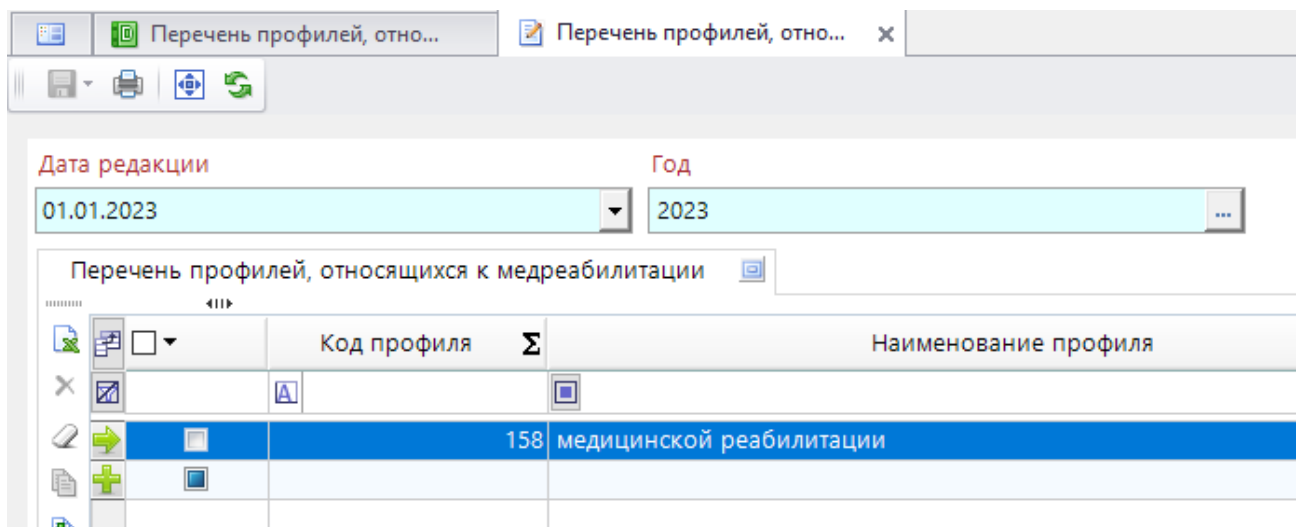 Перечень профилей, отно... Перечень профилей, отно...
Дата редакции Год
01.01.2023 2023 ...
Перечень профилей, относящихся к медреабилитации
Код профиля Σ Наименование профиля
A
158 медицинской реабилитации